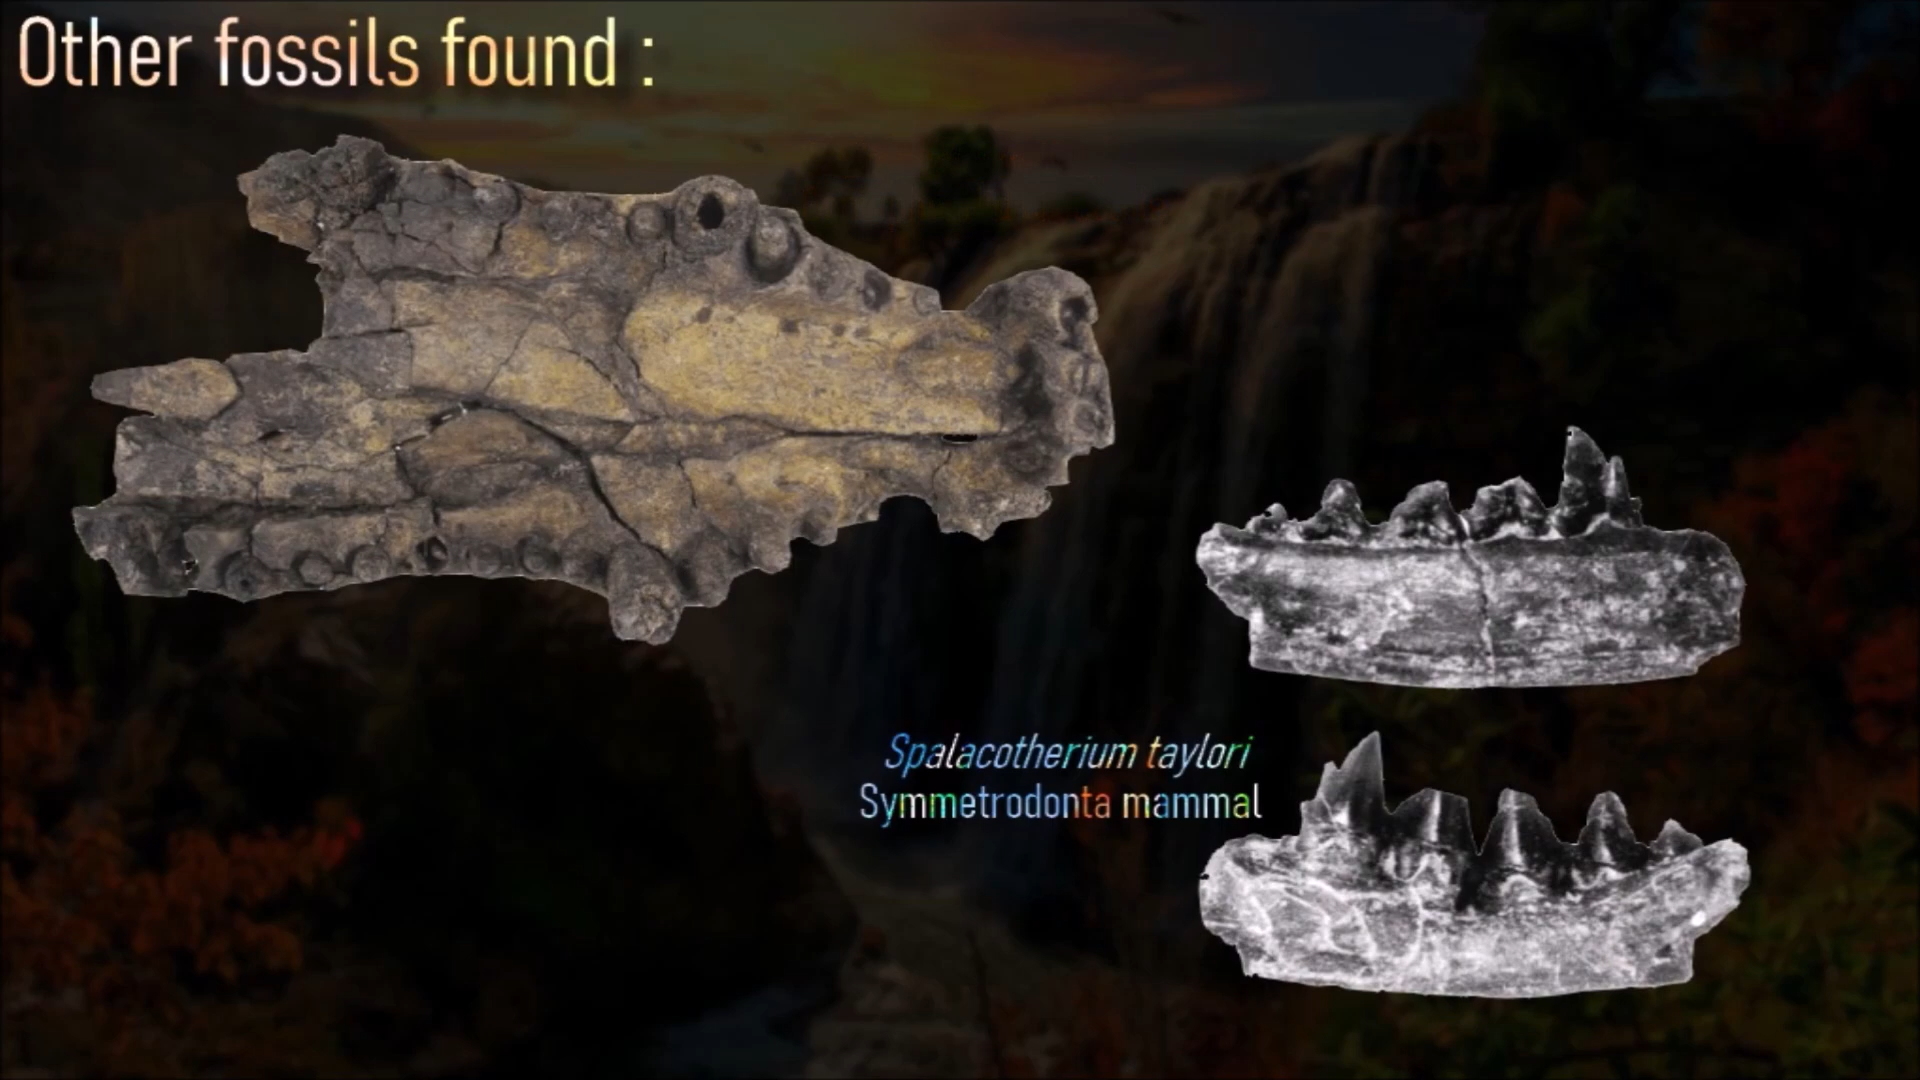 Other fossils found :
Spalacotherium taylori
Symmetrodonta mammal